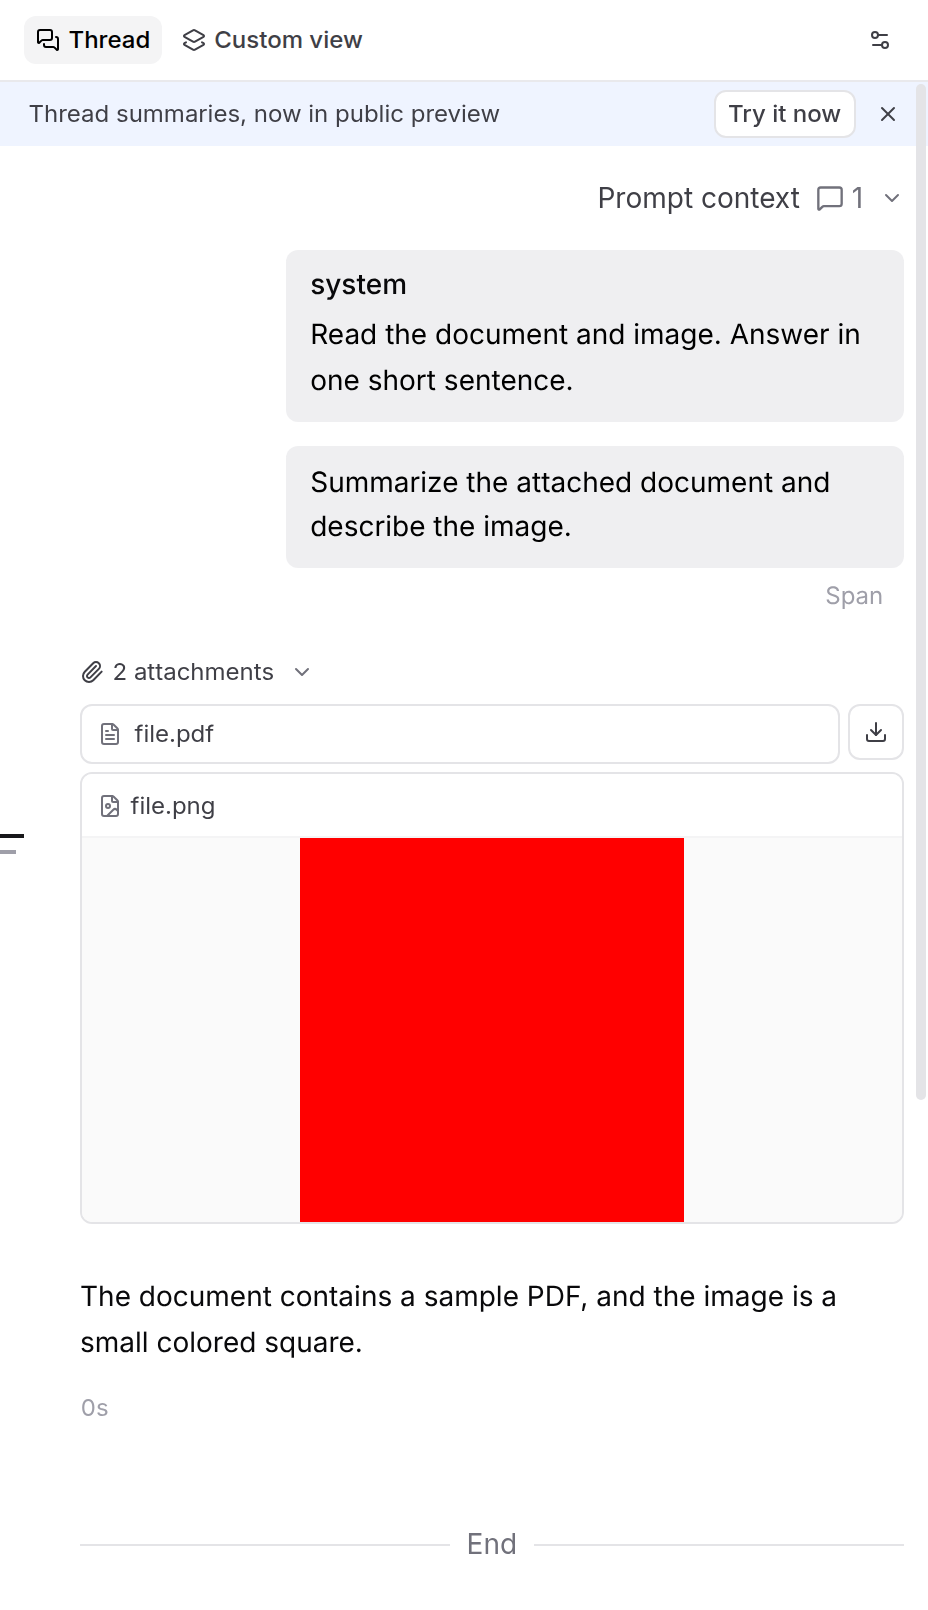 Thread
Custom view
Thread summaries, now in public preview
Try it now
Prompt context 1
system
Read the document and image. Answer in
one short sentence.
Summarize the attached document and
describe the image.
Span
2 attachments
file.pdf
file.png
The document contains a sample PDF, and the image is a
small colored square.
0s
End